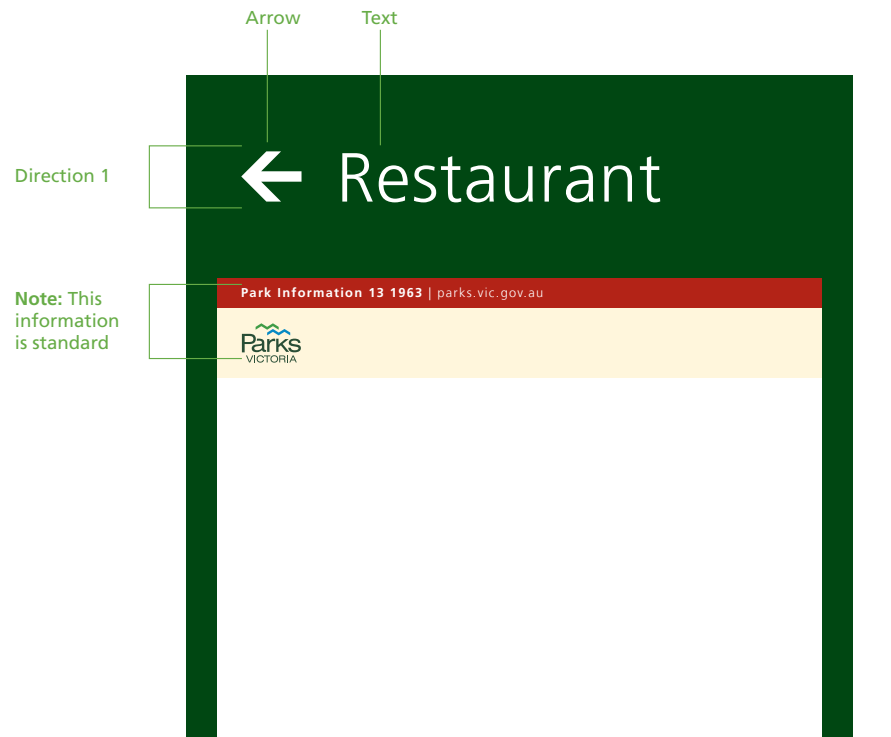 Arrow Text
Direction 1
Restaurant
Note: This
information
is standard
Park Information 13 1963 | parks.vic.gov.au
Parks
VICTORIA